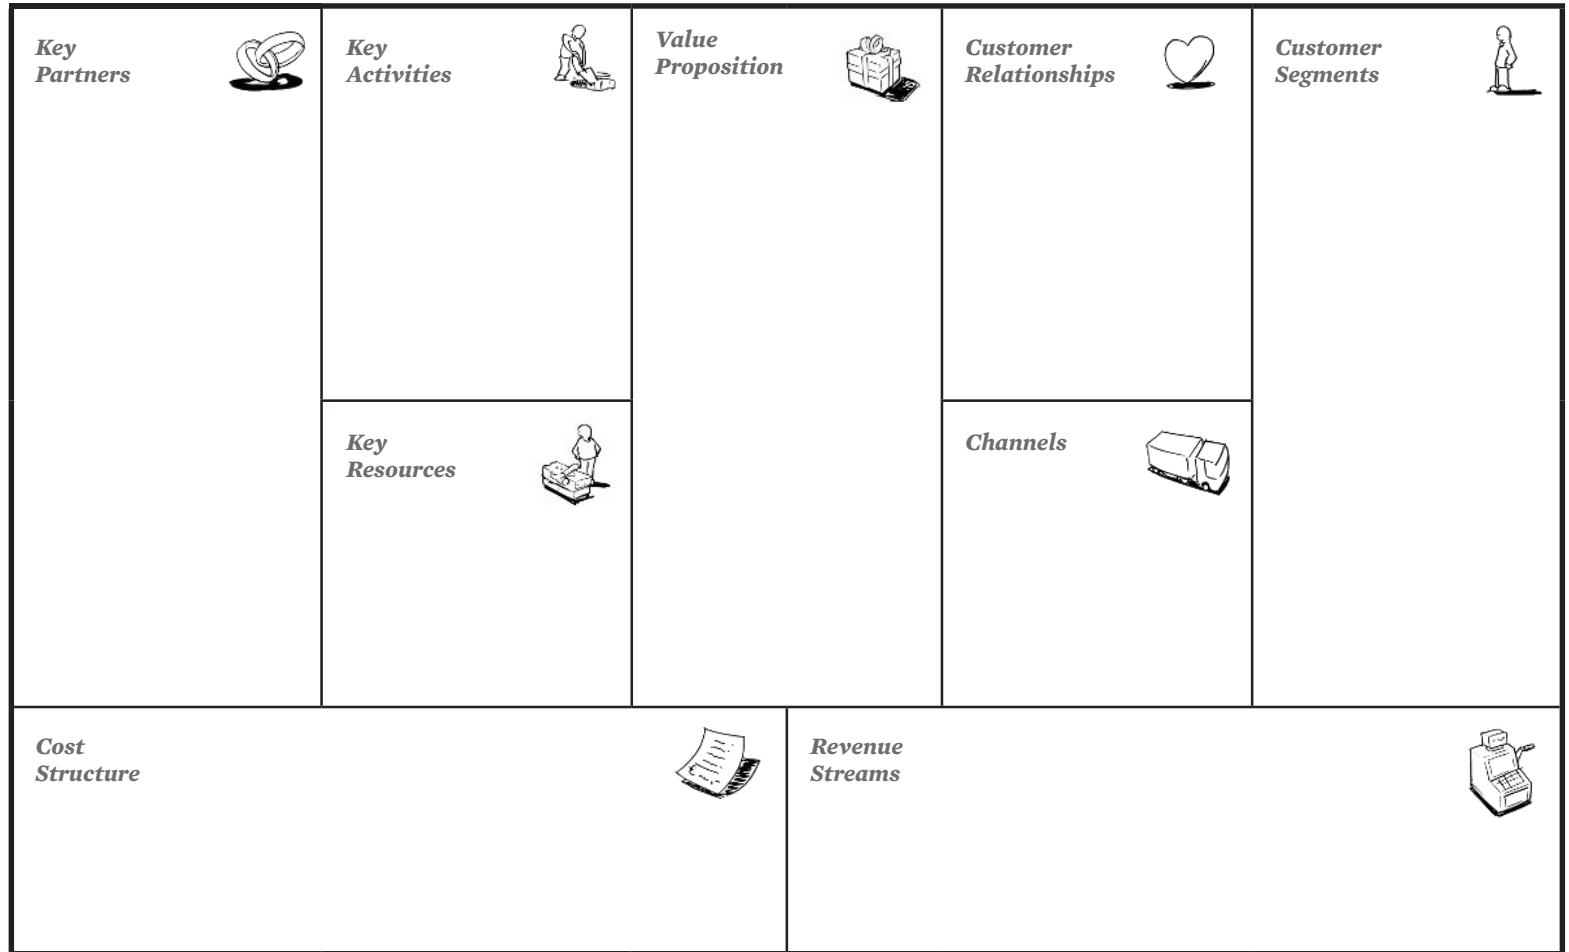 Key
Partners
Key
Activities
Value
Proposition
Customer
Relationships
Customer
Segments
Key
Resources
Channels
Cost
Structure
Revenue
Streams